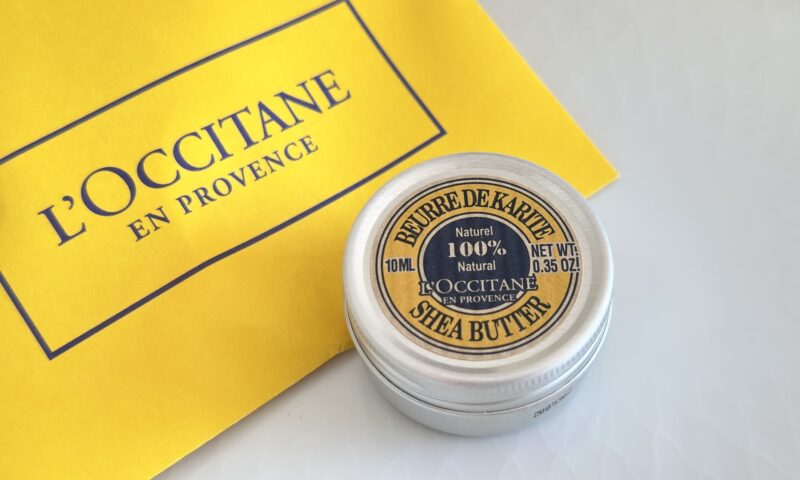 L'OCCITANE
EN PROVENCE
BEURRE DE KARITÉ
Naturel
100%
Natural
10ML
NET WT.
0.35 OZ.
L'OCCITANE
EN PROVENCE
SHEA BUTTER